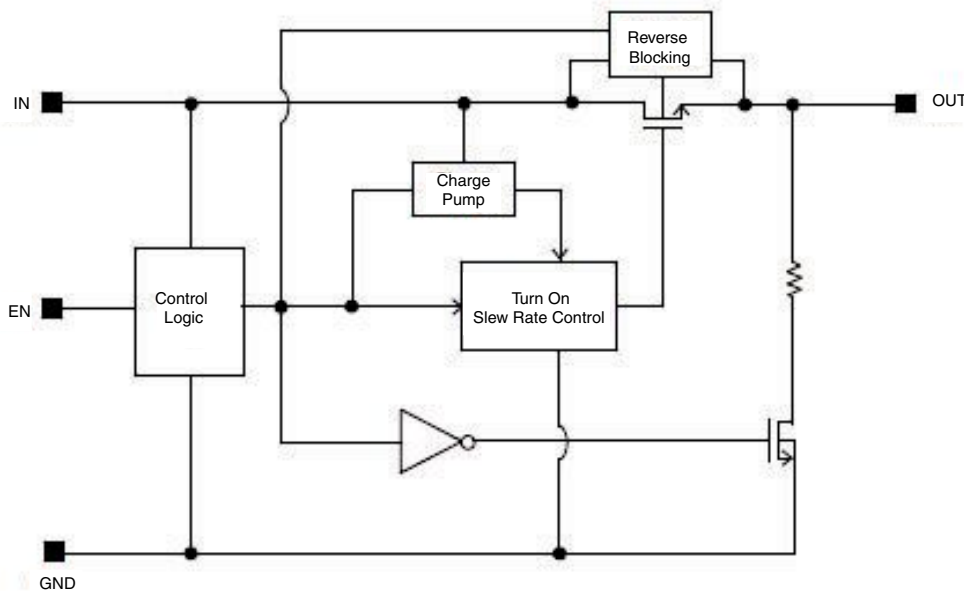 Reverse
Blocking
IN
OUT
Charge
Pump
Control
Logic
Turn On
Slew Rate Control
EN
GND